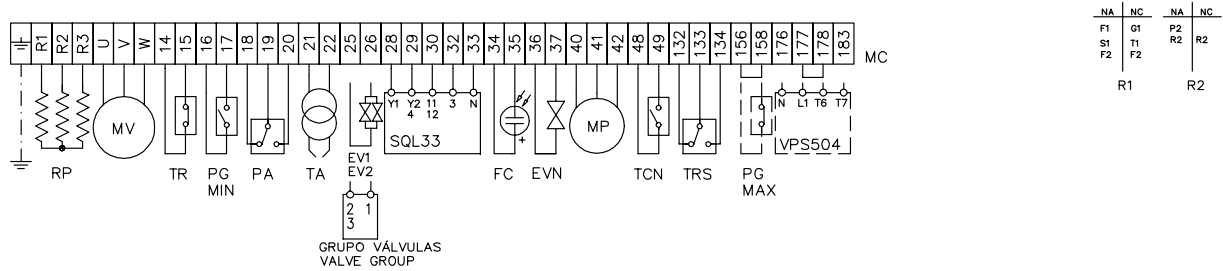 R1 R2 R3 U V W 14 15 16 17 18 19 20 21 22 25 26 28 29 30 32 33 34 35 36 37 40 41 42 48 49 132 133 134 156 158 176 177 178 183 MC
NA NC
F1 G1
S1 T1
F2 F2
R1
NA NC
P2
R2 R2
R2
Y1 Y2 11 3 N
4 12
SQL33
N L1 T6 T7
VPS504
MV
MP
+
RP
TR
PG
MIN
PA
TA
EV1
EV2
FC
EVN
TCN
TRS
PG
MAX
2 1
3
GRUPO VÁLVULAS
VALVE GROUP